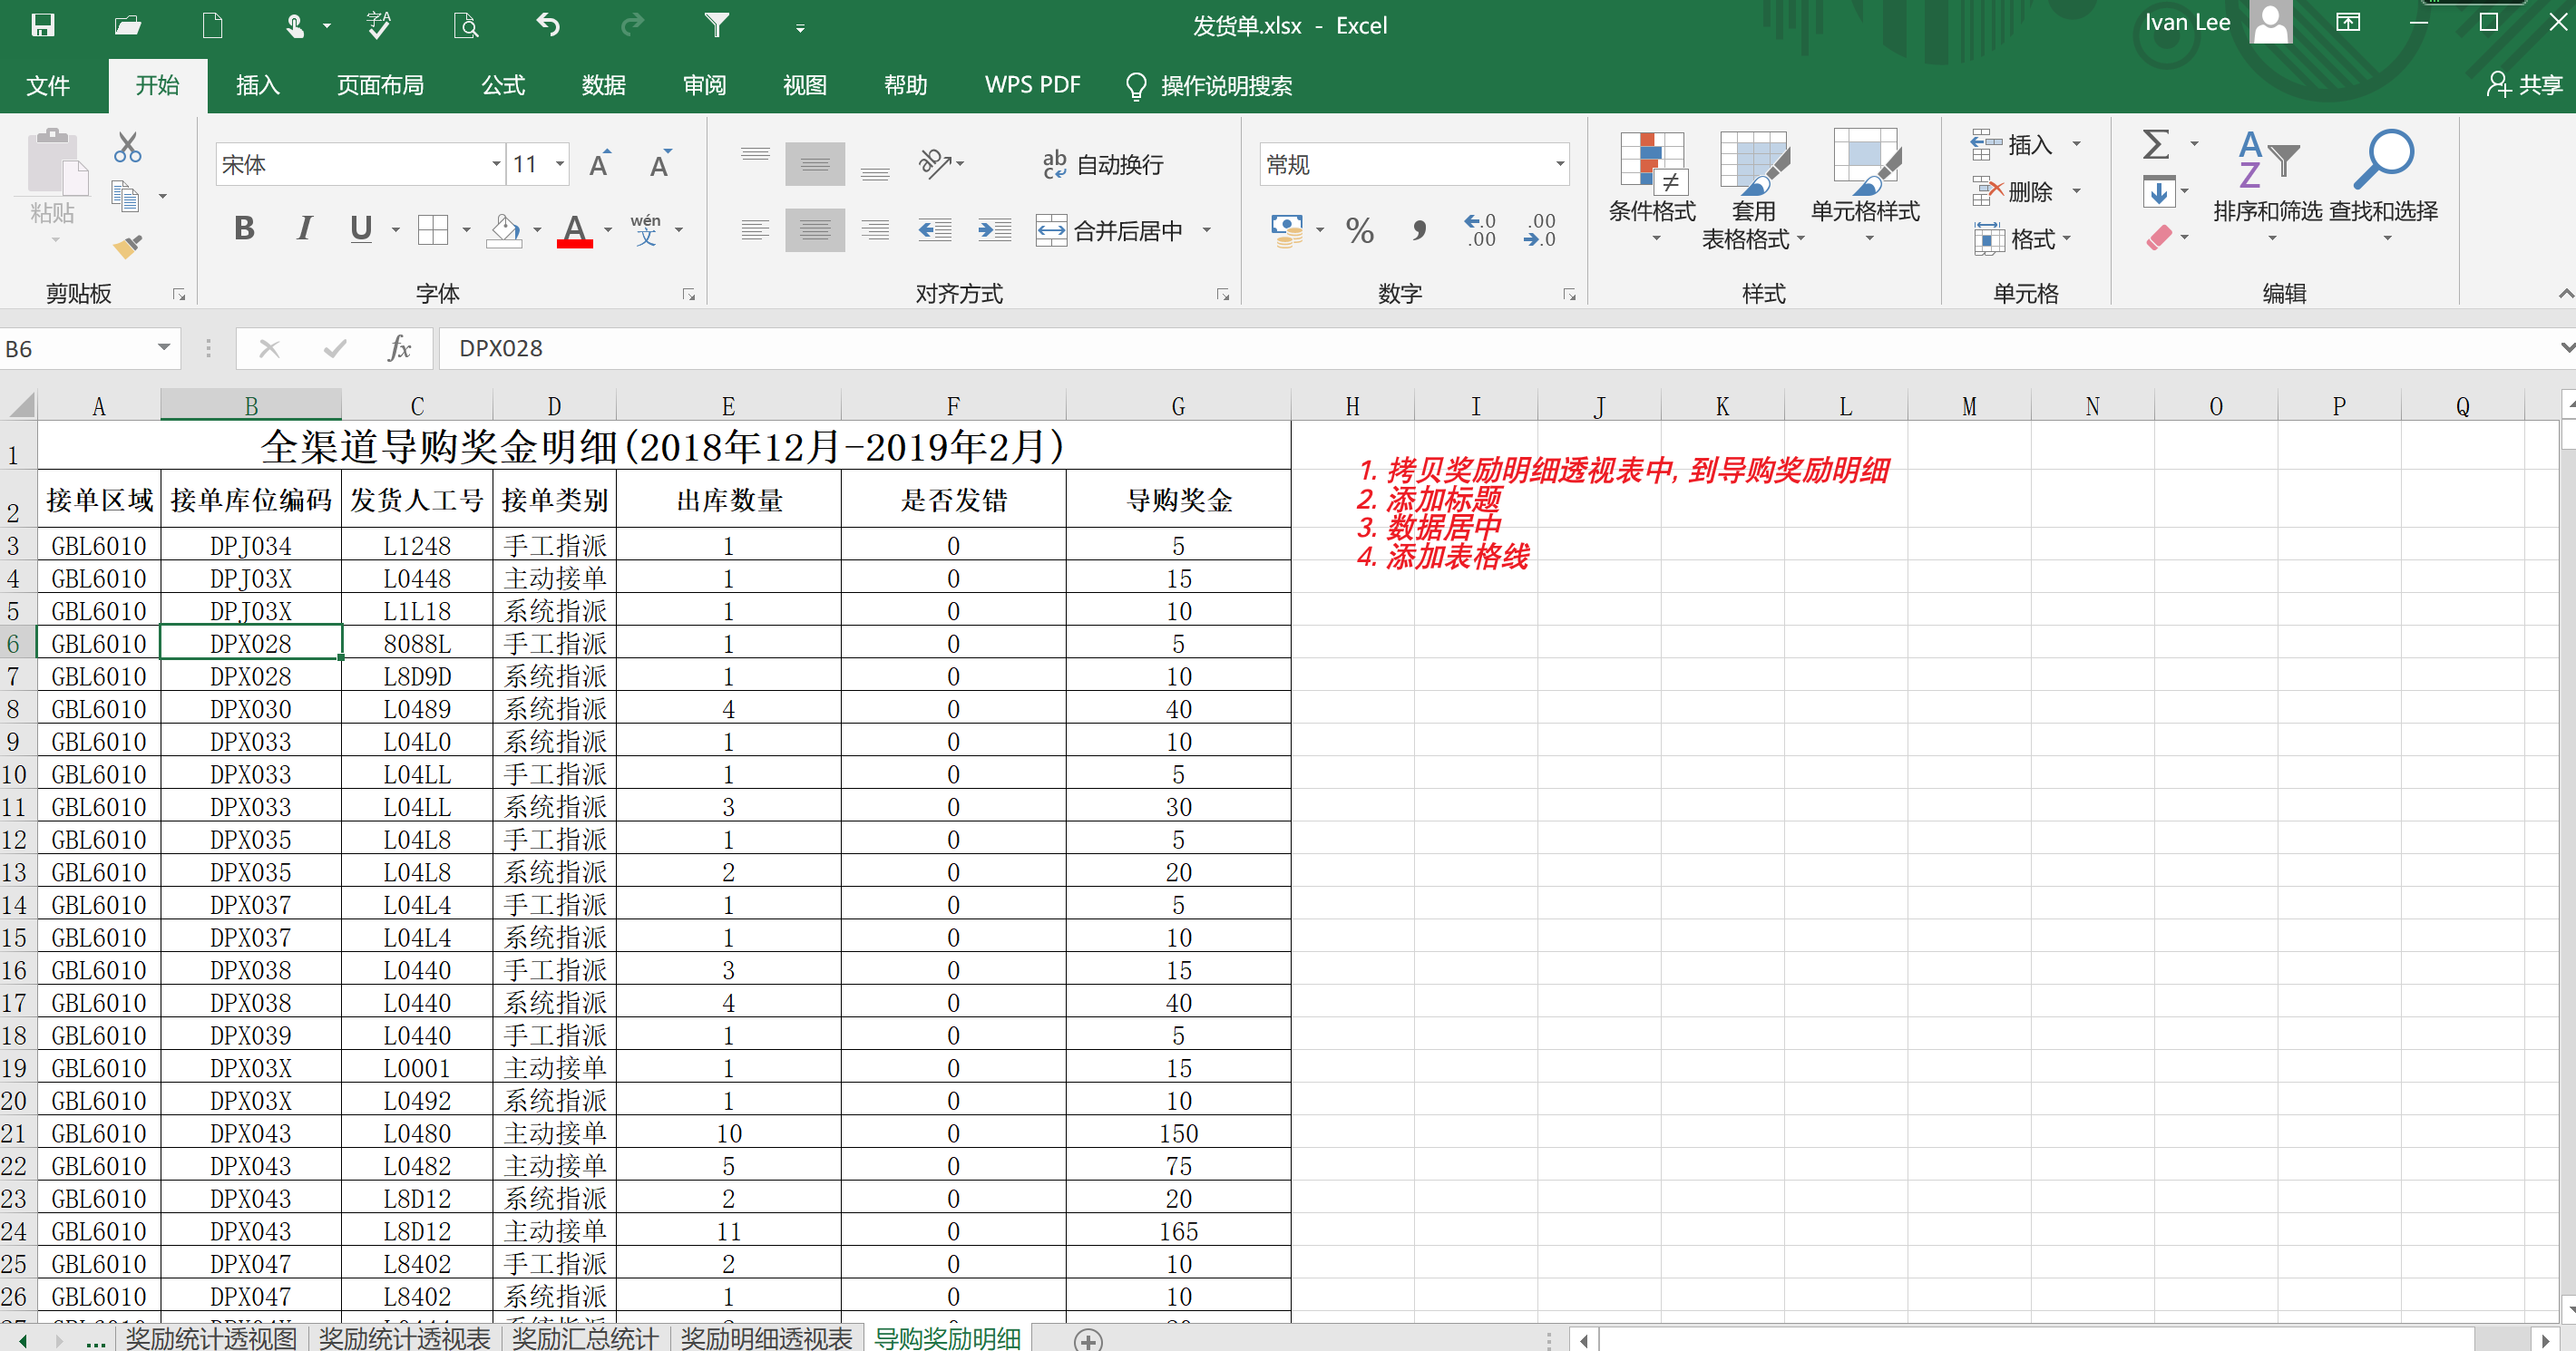 发货单.xlsx - Excel
Ivan Lee
文件 开始 插入 页面布局 公式 数据 审阅 视图 帮助 WPS PDF 操作说明搜索 共享
粘贴
剪贴板
宋体 11
B I U A wén 文
字体
自动换行
合并后居中
对齐方式
常规
数字
条件格式 套用 表格格式 单元格样式
样式
插入
删除
格式
单元格
排序和筛选 查找和选择
编辑
B6 fx DPX028
A B C D E F G H I J K L M N O P Q
1 全渠道导购奖金明细(2018年12月-2019年2月)
2 接单区域 接单库位编码 发货人工号 接单类别 出库数量 是否发错 导购奖金
3 GBL6010 DPJ034 L1248 手工指派 1 0 5
4 GBL6010 DPJ03X L0448 主动接单 1 0 15
5 GBL6010 DPJ03X L1L18 系统指派 1 0 10
6 GBL6010 DPX028 8088L 手工指派 1 0 5
7 GBL6010 DPX028 L8D9D 系统指派 1 0 10
8 GBL6010 DPX030 L0489 系统指派 4 0 40
9 GBL6010 DPX033 L04L0 系统指派 1 0 10
10 GBL6010 DPX033 L04LL 手工指派 1 0 5
11 GBL6010 DPX033 L04LL 系统指派 3 0 30
12 GBL6010 DPX035 L04L8 手工指派 1 0 5
13 GBL6010 DPX035 L04L8 系统指派 2 0 20
14 GBL6010 DPX037 L04L4 手工指派 1 0 5
15 GBL6010 DPX037 L04L4 系统指派 1 0 10
16 GBL6010 DPX038 L0440 手工指派 3 0 15
17 GBL6010 DPX038 L0440 系统指派 4 0 40
18 GBL6010 DPX039 L0440 手工指派 1 0 5
19 GBL6010 DPX03X L0001 主动接单 1 0 15
20 GBL6010 DPX03X L0492 系统指派 1 0 10
21 GBL6010 DPX043 L0480 主动接单 10 0 150
22 GBL6010 DPX043 L0482 主动接单 5 0 75
23 GBL6010 DPX043 L8D12 系统指派 2 0 20
24 GBL6010 DPX043 L8D12 主动接单 11 0 165
25 GBL6010 DPX047 L8402 手工指派 2 0 10
26 GBL6010 DPX047 L8402 系统指派 1 0 10
1. 拷贝奖励明细透视表中, 到导购奖励明细
2. 添加标题
3. 数据居中
4. 添加表格线
... 奖励统计透视图 奖励统计透视表 奖励汇总统计 奖励明细透视表 导购奖励明细